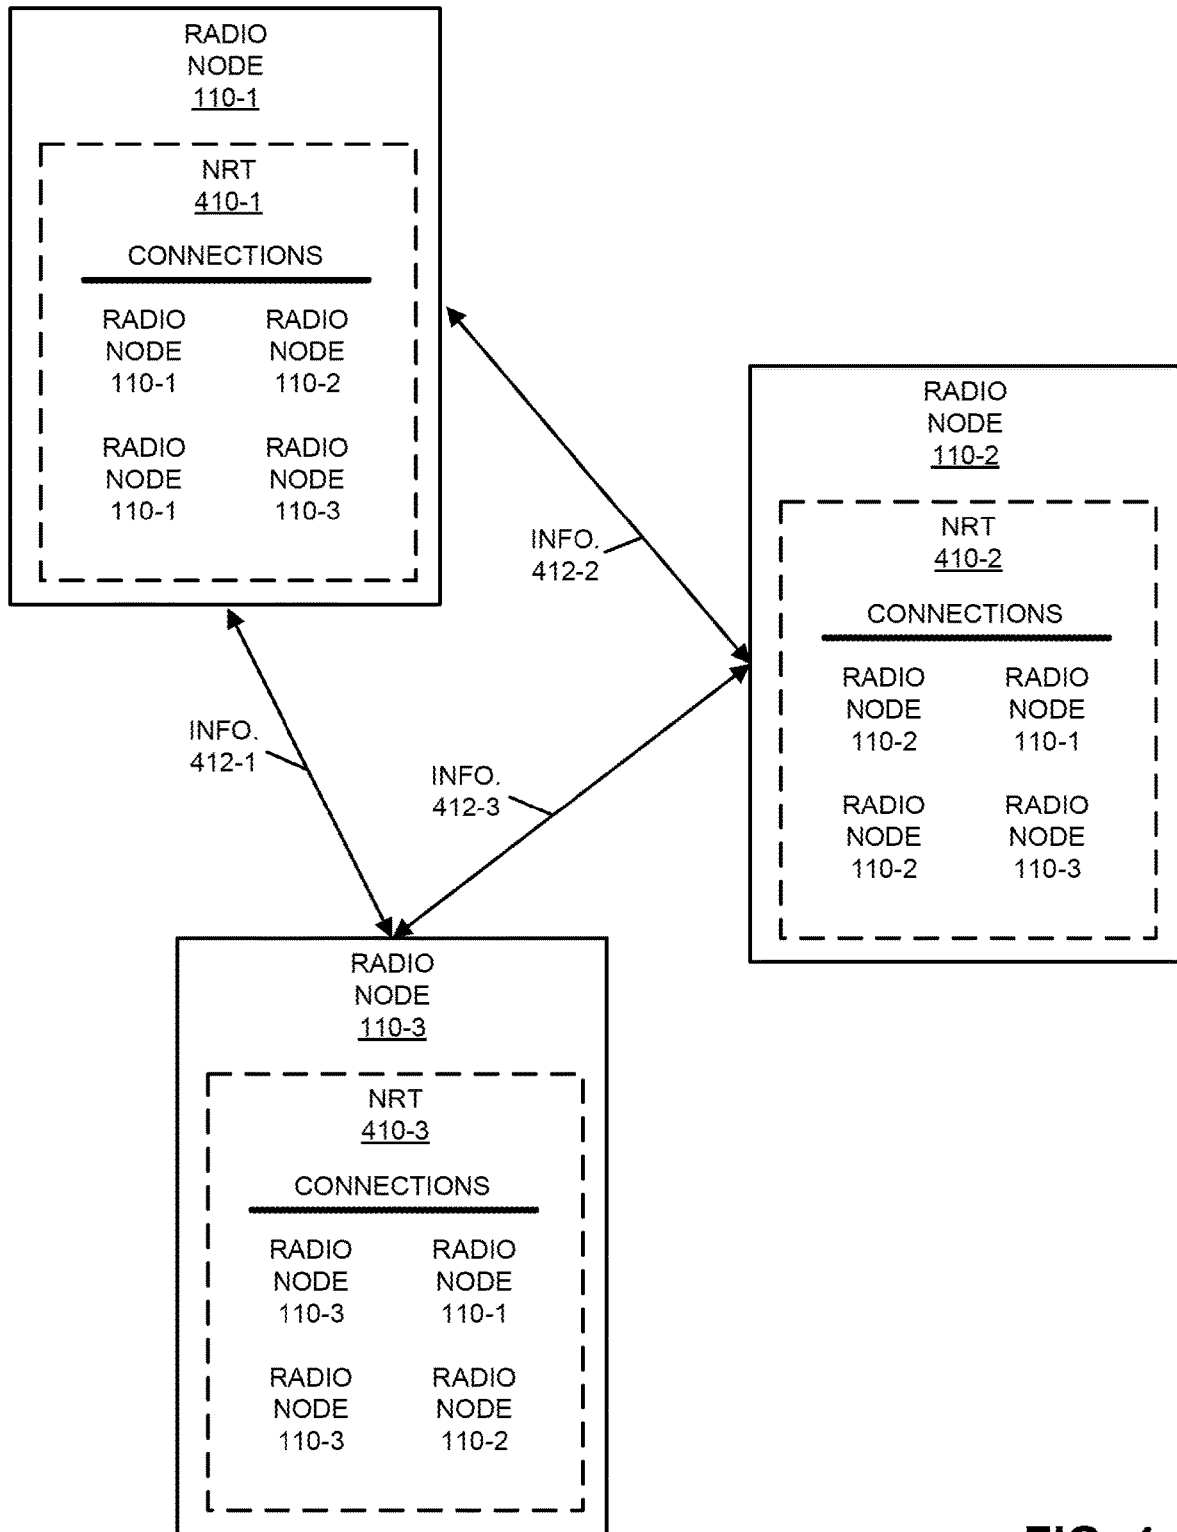 RADIO
NODE
110-1
NRT
410-1
CONNECTIONS
RADIO RADIO
NODE NODE
110-1 110-2
RADIO RADIO
NODE NODE
110-1 110-3
RADIO
NODE
110-2
NRT
410-2
CONNECTIONS
RADIO RADIO
NODE NODE
110-2 110-1
RADIO RADIO
NODE NODE
110-2 110-3
INFO.
412-2
INFO.
412-1
INFO.
412-3
RADIO
NODE
110-3
NRT
410-3
CONNECTIONS
RADIO RADIO
NODE NODE
110-3 110-1
RADIO RADIO
NODE NODE
110-3 110-2